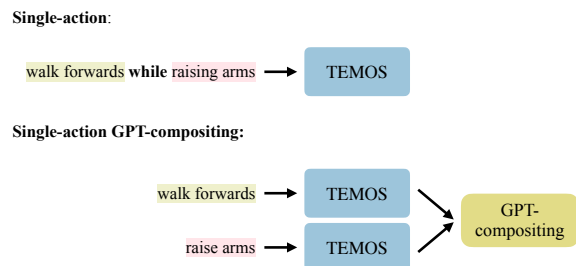 Single-action:
walk forwards while raising arms
TEMOS
Single-action GPT-compositing:
walk forwards
TEMOS
raise arms
TEMOS
GPT-
compositing